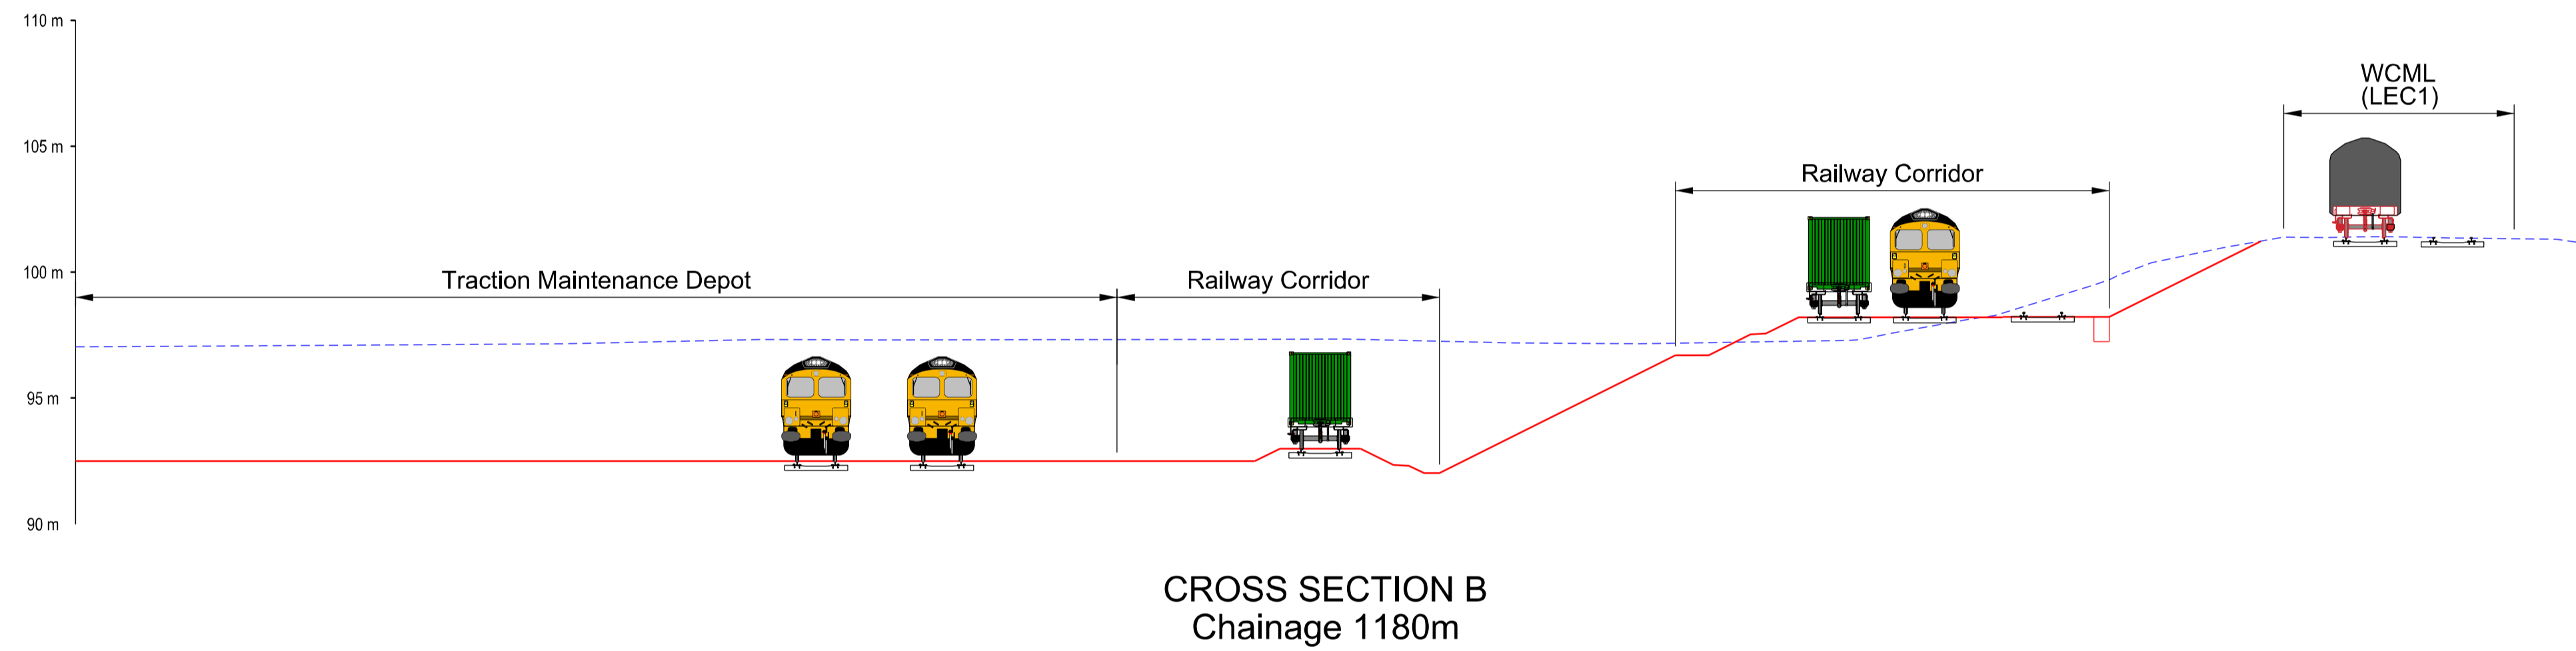 110 m
105 m
100 m
95 m
90 m
Traction Maintenance Depot
Railway Corridor
Railway Corridor
WCML
(LEC1)
CROSS SECTION B
Chainage 1180m